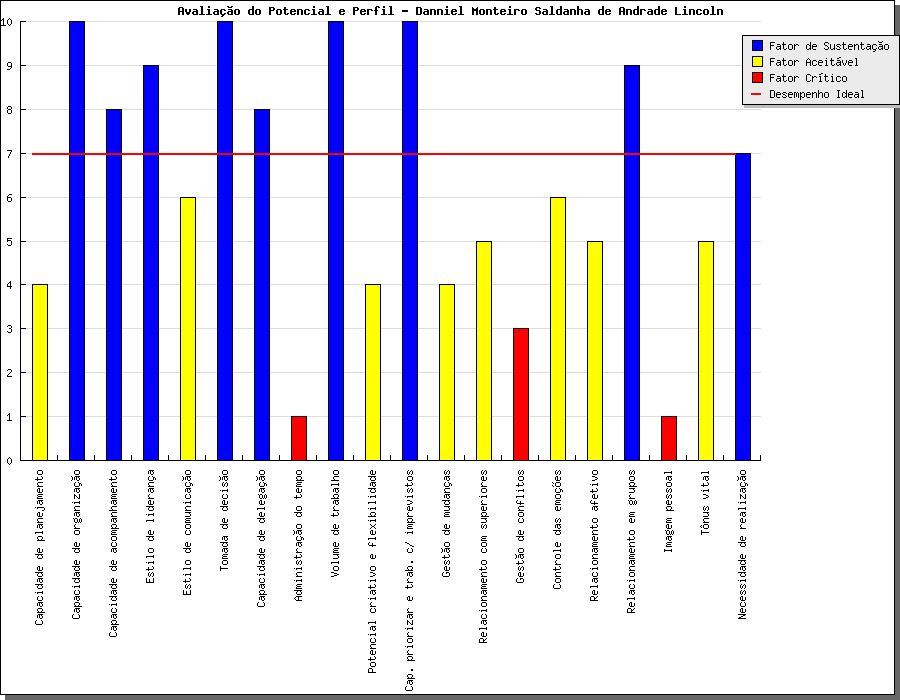 Avaliação do Potencial e Perfil - Danniel Monteiro Saldanha de Andrade Lincoln
Fator de Sustentação
Fator Aceitável
Fator Crítico
Desempenho Ideal
10
9
8
7
6
5
4
3
2
1
0
Capacidade de planejamento
Capacidade de organização
Capacidade de acompanhamento
Estilo de liderança
Estilo de comunicação
Tomada de decisão
Capacidade de delegação
Administração do tempo
Volume de trabalho
Potencial criativo e flexibilidade
Cap. priorizar e trab. c/ imprevistos
Gestão de mudanças
Relacionamento com superiores
Gestão de conflitos
Controle das emoções
Relacionamento afetivo
Relacionamento em grupos
Imagem pessoal
Tônus vital
Necessidade de realização